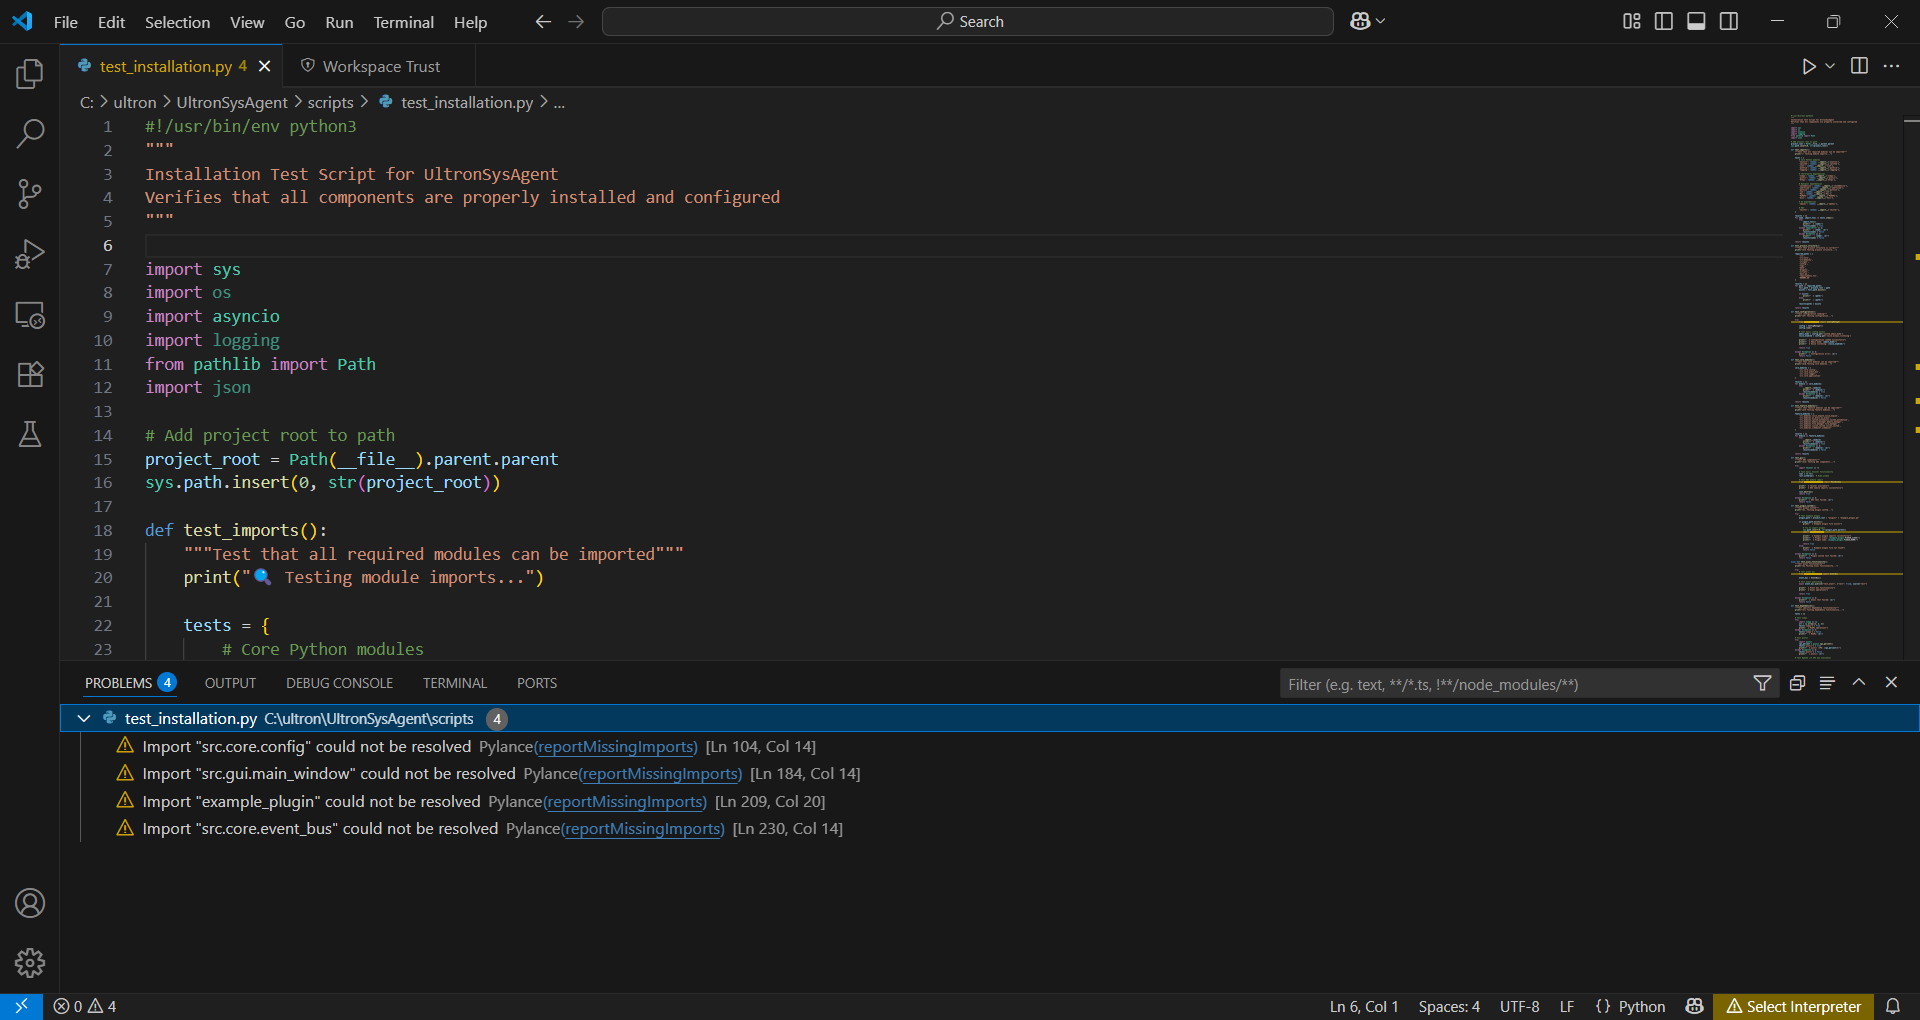 File Edit Selection View Go Run Terminal Help Search
test_installation.py 4 Workspace Trust
C: > ultron > UltronSysAgent > scripts > test_installation.py > ...
1 #!/usr/bin/env python3
2 """
3 Installation Test Script for UltronSysAgent
4 Verifies that all components are properly installed and configured
5 """
6
7 import sys
8 import os
9 import asyncio
10 import logging
11 from pathlib import Path
12 import json
13
14 # Add project root to path
15 project_root = Path(__file__).parent.parent
16 sys.path.insert(0, str(project_root))
17
18 def test_imports():
19 """Test that all required modules can be imported"""
20 print("🔍 Testing module imports...")
21
22 tests = {
23 # Core Python modules
PROBLEMS 4 OUTPUT DEBUG CONSOLE TERMINAL PORTS Filter (e.g. text, **/*.ts, !**/node_modules/**)
test_installation.py C:\ultron\UltronSysAgent\scripts 4
Import "src.core.config" could not be resolved Pylance(reportMissingImports) [Ln 104, Col 14]
Import "src.gui.main_window" could not be resolved Pylance(reportMissingImports) [Ln 184, Col 14]
Import "example_plugin" could not be resolved Pylance(reportMissingImports) [Ln 209, Col 20]
Import "src.core.event_bus" could not be resolved Pylance(reportMissingImports) [Ln 230, Col 14]
0 4 Ln 6, Col 1 Spaces: 4 UTF-8 LF {} Python Select Interpreter